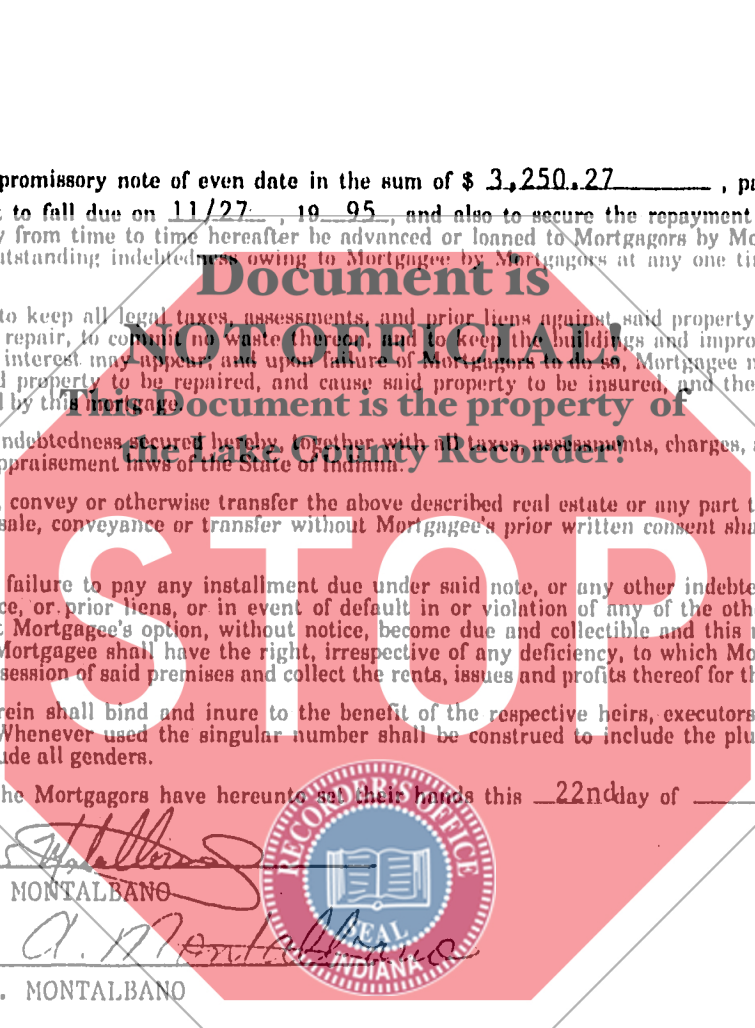 promissory note of even date in the sum of $ 3,250.27 , pa
to fall due on 11/27 , 19 95 , and also to secure the repayment
from time to time hereafter be advanced or loaned to Mortgagors by Mo
utstanding indebtedness owing to Mortgagee by Mortgagors at any one ti
Document is
to keep all legal taxes, assessments, and prior liens against said property
repair, to commit no waste thereon, and to keep the buildings and impro
NOT OFFICIAL!
interest may appear, and upon failure of Mortgagors to do so, Mortgagee m
d property to be repaired, and cause said property to be insured, and the
d by this mortgage.
This Document is the property of
ndebtedness secured hereby, together with all taxes, assessments, charges,
the Lake County Recorder!
ppraisement laws of the State of Indiana.
, convey or otherwise transfer the above described real estate or any part t
sale, conveyance or transfer without Mortgagee's prior written consent sha
STOP
failure to pay any installment due under said note, or any other indebte
ce, or prior liens, or in event of default in or violation of any of the oth
t Mortgagee's option, without notice, become due and collectible and this
Mortgagee shall have the right, irrespective of any deficiency, to which Mo
session of said premises and collect the rents, issues and profits thereof for th
rein shall bind and inure to the benefit of the respective heirs, executors
Whenever used the singular number shall be construed to include the plu
ude all genders.
he Mortgagors have hereunto set their hands this 22nd day of
RECORDER'S OFFICE
MONTALBANO
SEAL
INDIANA
A. Montalbano
. MONTALBANO